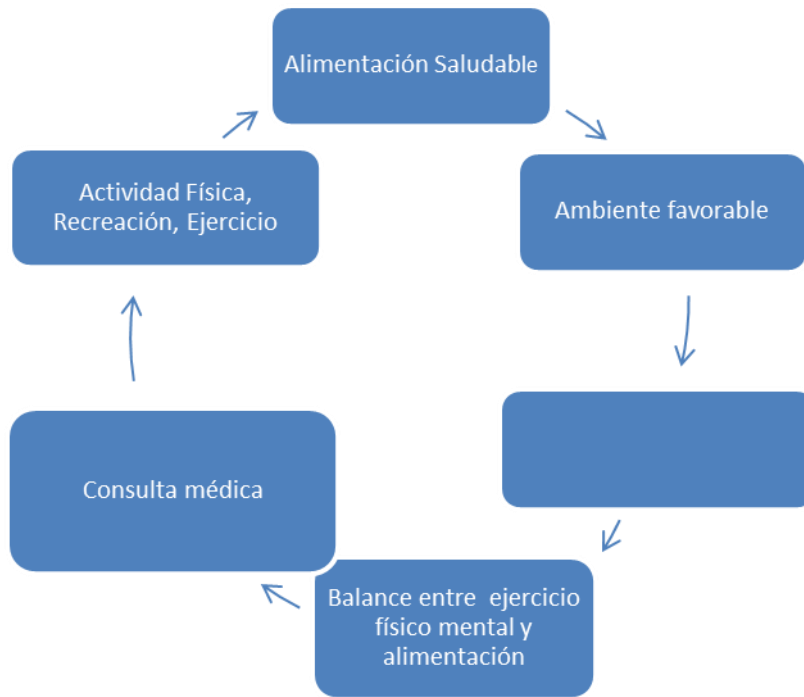 Alimentación Saludable
Ambiente favorable
Balance entre  ejercicio
físico mental y
alimentación
Consulta médica
Actividad Física,
Recreación, Ejercicio